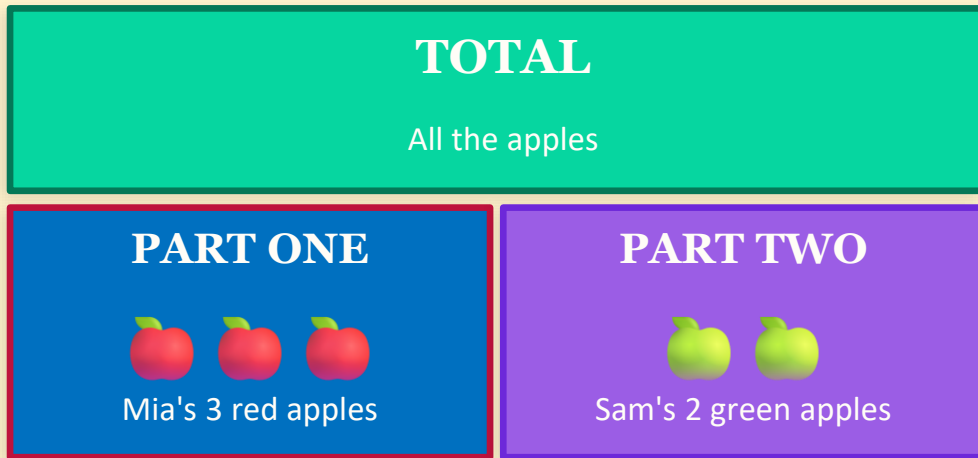 TOTAL
All the apples
PART ONE
Mia's 3 red apples
PART TWO
Sam's 2 green apples